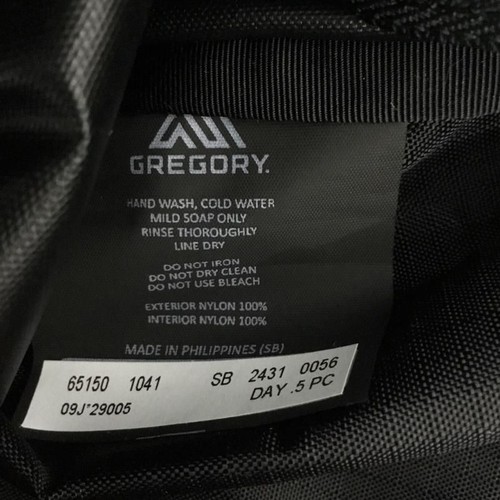 GREGORY.
HAND WASH, COLD WATER
MILD SOAP ONLY
RINSE THOROUGHLY
LINE DRY
DO NOT IRON
DO NOT DRY CLEAN
DO NOT USE BLEACH
EXTERIOR NYLON 100%
INTERIOR NYLON 100%
MADE IN PHILIPPINES (SB)
65150 1041 SB 2431 0056
09J*29005 DAY .5 PC